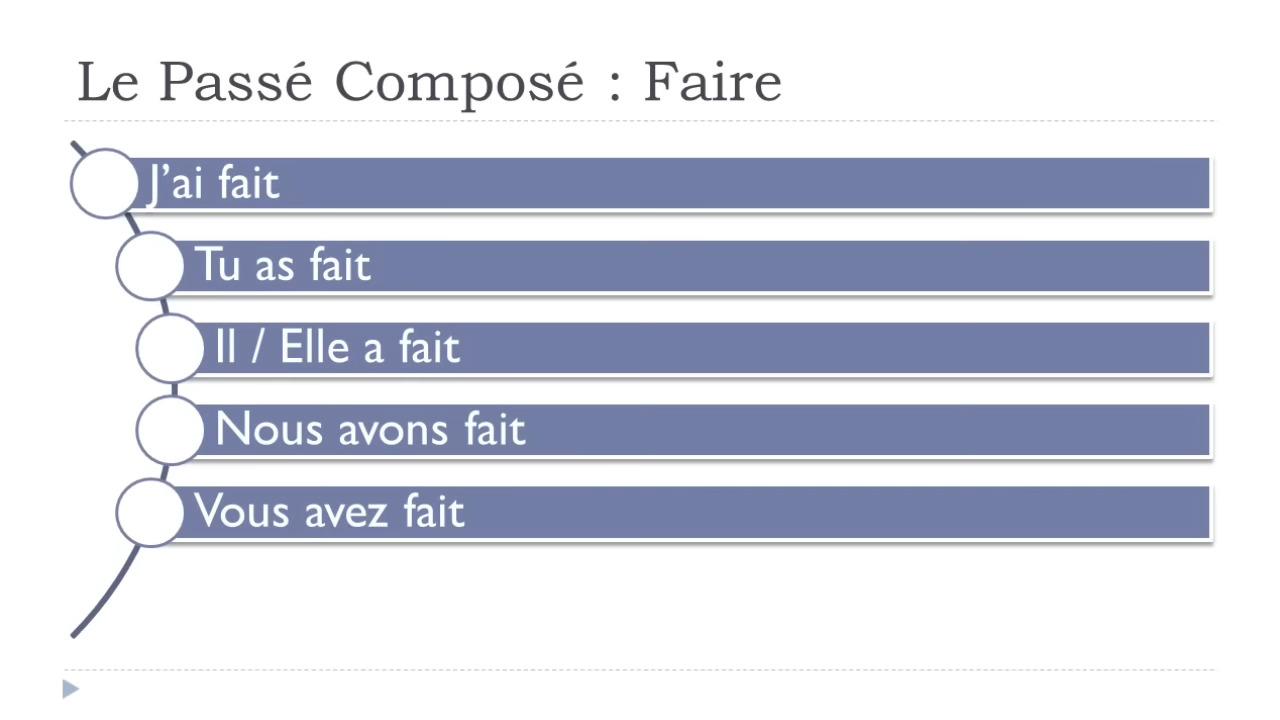 Le Passé Composé : Faire
J’ai fait
Tu as fait
Il / Elle a fait
Nous avons fait
Vous avez fait